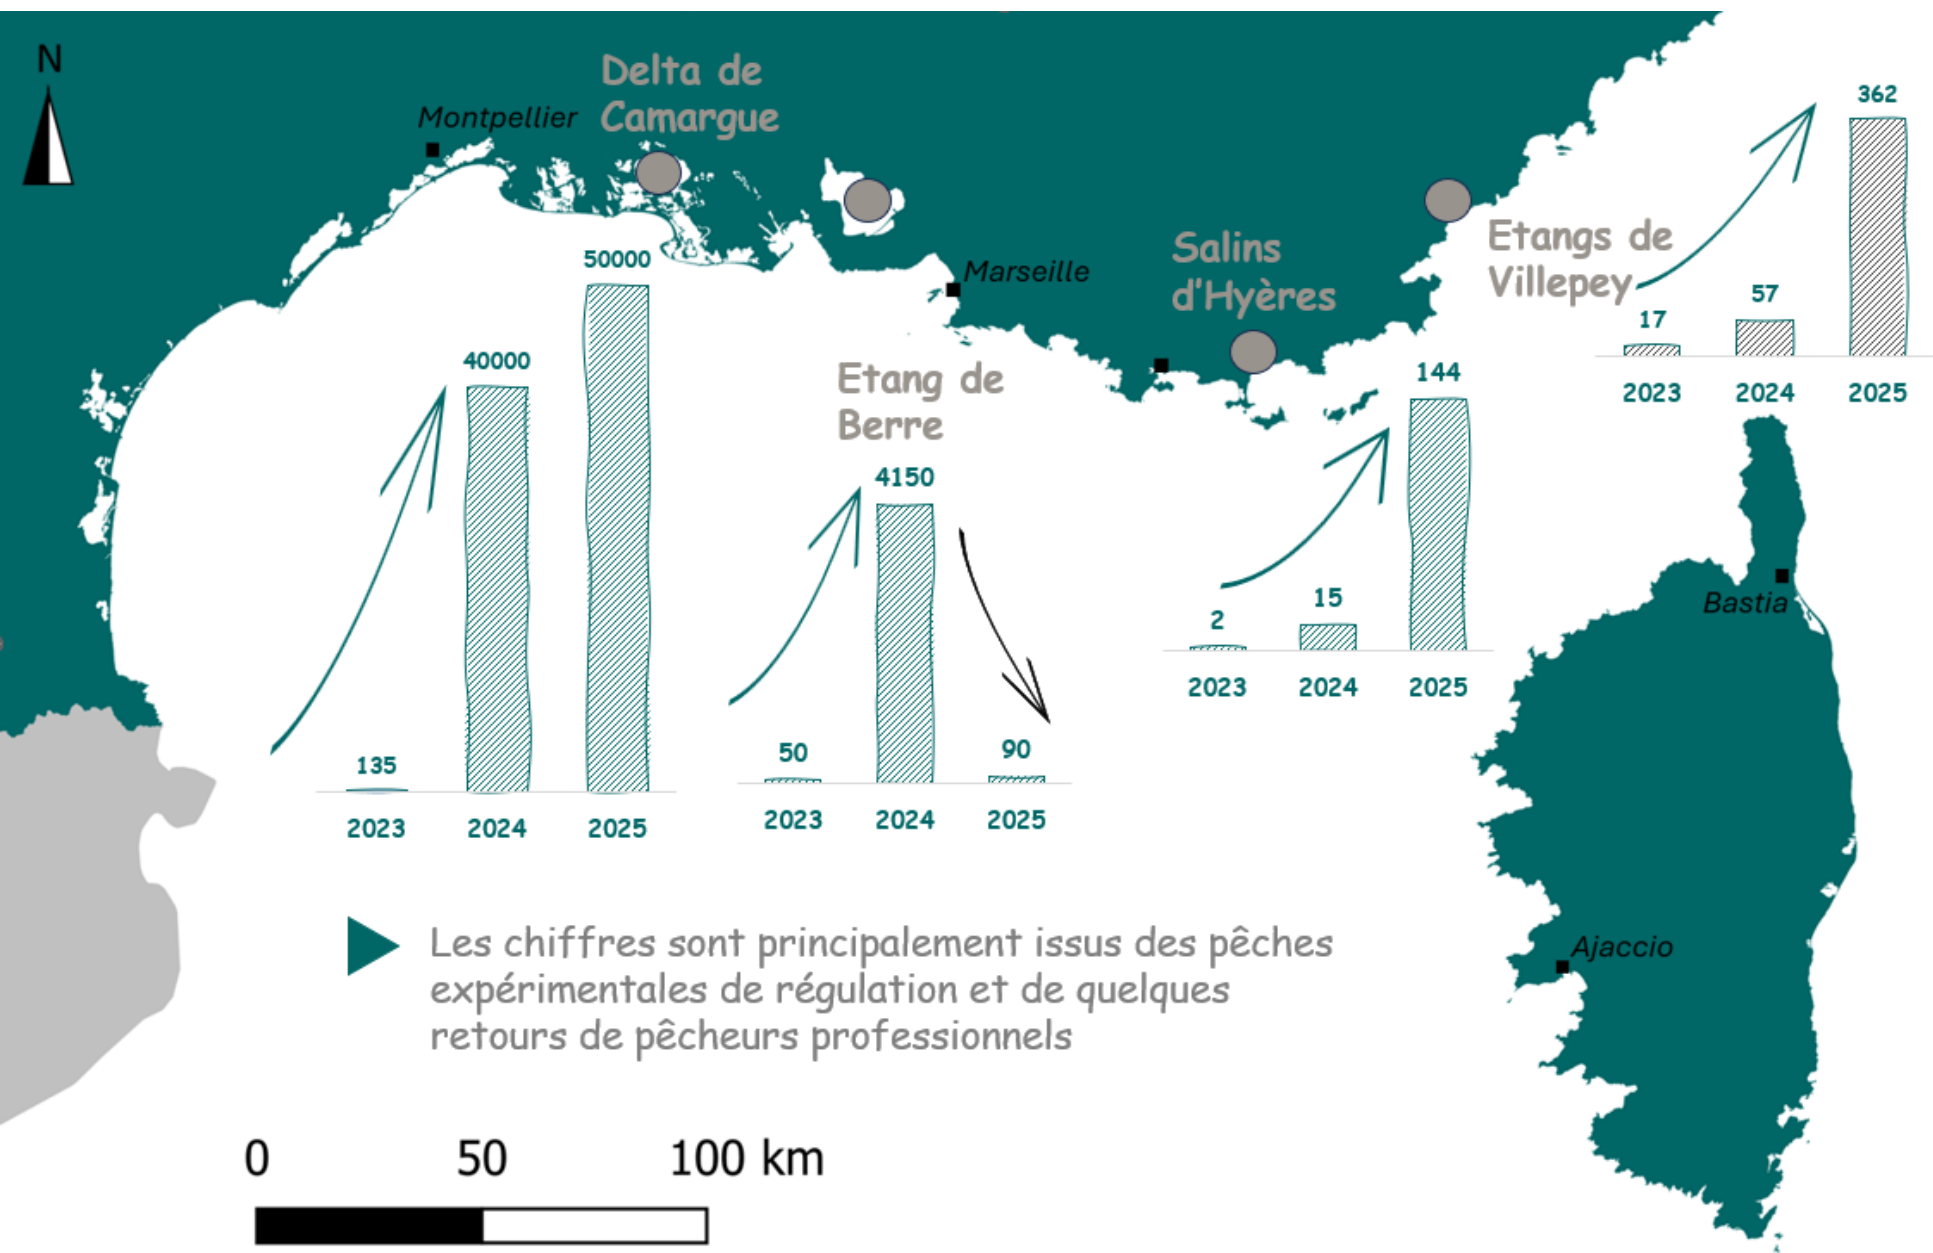 N
Delta de
Camargue
Montpellier
Marseille
Salins
d'Hyères
Etangs de
Villepey
17
57
362
2023
2024
2025
135
40000
50000
2023
2024
2025
Etang de
Berre
50
4150
90
2023
2024
2025
2
15
144
2023
2024
2025
Bastia
Ajaccio
Les chiffres sont principalement issus des pêches
expérimentales de régulation et de quelques
retours de pêcheurs professionnels
0 50 100 km